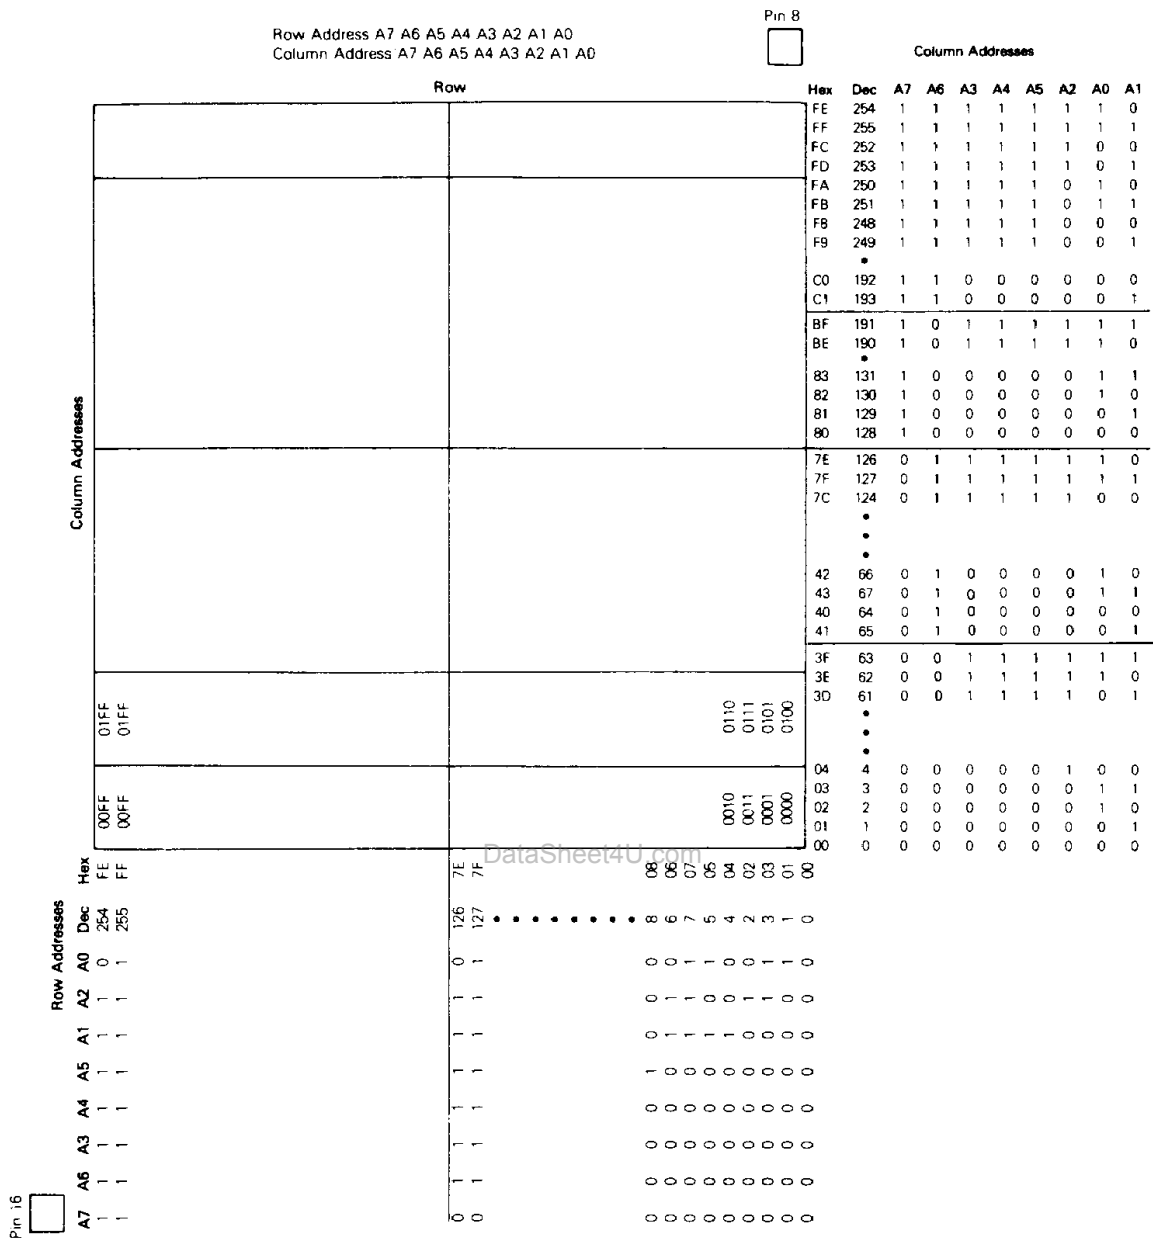 Pin 8
Row Address A7 A6 A5 A4 A3 A2 A1 A0
Column Address A7 A6 A5 A4 A3 A2 A1 A0
Column Addresses
Row
Hex Dec A7 A6 A3 A4 A5 A2 A0 A1
FE 254 1 1 1 1 1 1 1 0
FF 255 1 1 1 1 1 1 1 1
FC 252 1 1 1 1 1 1 0 0
FD 253 1 1 1 1 1 1 0 1
FA 250 1 1 1 1 1 0 1 0
FB 251 1 1 1 1 1 0 1 1
F8 248 1 1 1 1 1 0 0 0
F9 249 1 1 1 1 1 0 0 1
•
C0 192 1 1 0 0 0 0 0 0
C1 193 1 1 0 0 0 0 0 1
BF 191 1 0 1 1 1 1 1 1
BE 190 1 0 1 1 1 1 1 0
•
83 131 1 0 0 0 0 0 1 1
82 130 1 0 0 0 0 0 1 0
81 129 1 0 0 0 0 0 0 1
80 128 1 0 0 0 0 0 0 0
7E 126 0 1 1 1 1 1 1 0
7F 127 0 1 1 1 1 1 1 1
7C 124 0 1 1 1 1 1 0 0
•
•
•
42 66 0 1 0 0 0 0 1 0
43 67 0 1 0 0 0 0 1 1
40 64 0 1 0 0 0 0 0 0
41 65 0 1 0 0 0 0 0 1
3F 63 0 0 1 1 1 1 1 1
3E 62 0 0 1 1 1 1 1 0
3D 61 0 0 1 1 1 1 0 1
•
•
•
04 4 0 0 0 0 0 1 0 0
03 3 0 0 0 0 0 0 1 1
02 2 0 0 0 0 0 0 1 0
01 1 0 0 0 0 0 0 0 1
00 0 0 0 0 0 0 0 0 0
Column Addresses
01FF 01FF 0110 0111 0101 0100
00FF 00FF 0010 0011 0001 0000
DataSheet4U.com
Row Addresses
Hex FE FF 7E 7F 08 06 07 05 04 02 03 01 00
Dec 254 255 126 127 • • • • • • • • 8 6 7 5 4 2 3 1 0
A0 0 1 0 1 0 0 1 1 0 0 1 1 0
A2 1 1 1 1 0 1 1 0 0 1 1 0 0
A1 1 1 1 1 0 1 1 1 1 0 0 0 0
A5 1 1 1 1 1 0 0 0 0 0 0 0 0
A4 1 1 1 1 0 0 0 0 0 0 0 0 0
A3 1 1 1 1 0 0 0 0 0 0 0 0 0
A6 1 1 1 1 0 0 0 0 0 0 0 0 0
A7 1 1 0 0 0 0 0 0 0 0 0 0 0
Pin 16